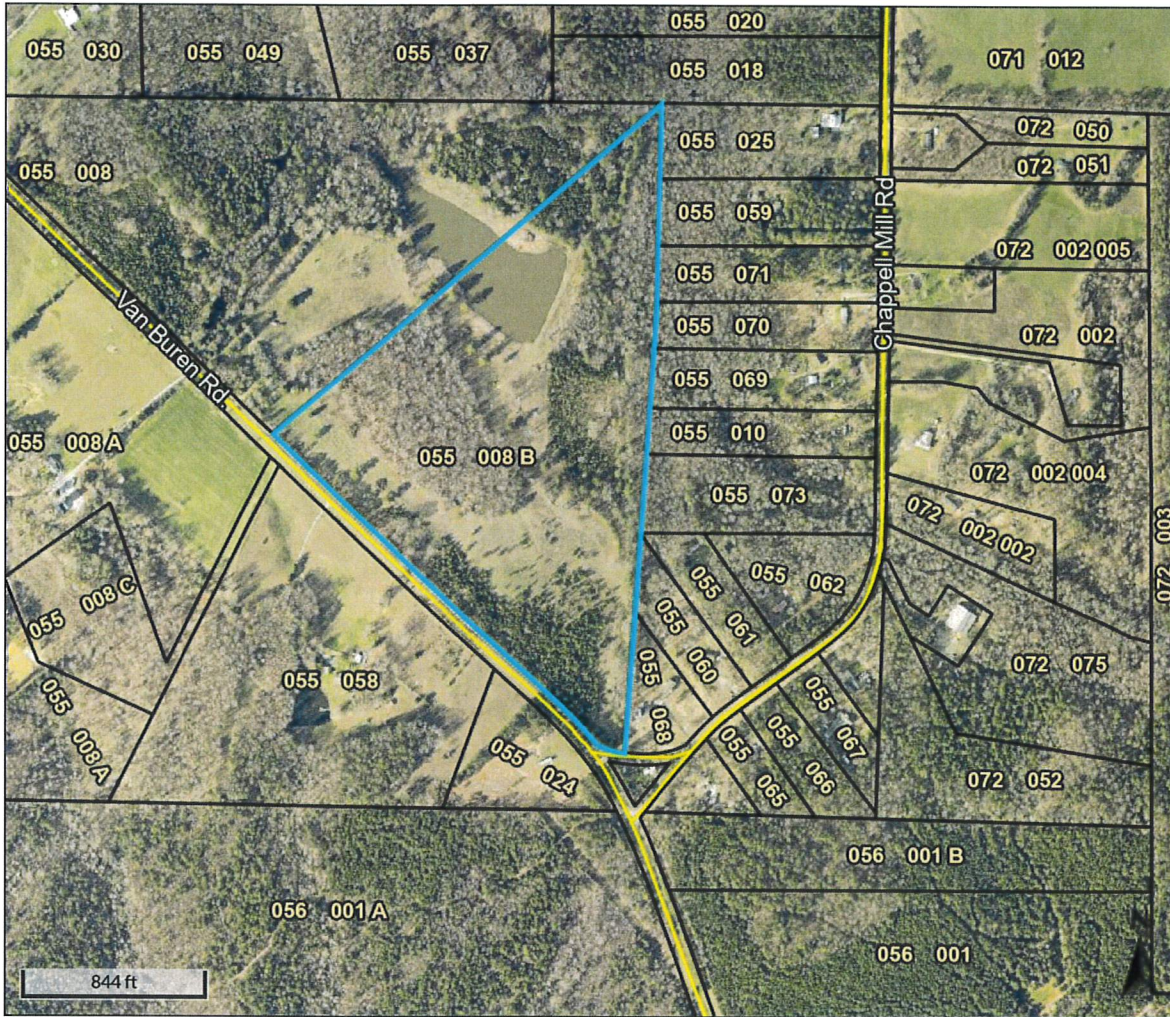 055 020
055 030
055 049
055 037
071 012
055 018
072 050
055 025
072 051
055 008
055 059
072 002 005
055 071
Chappell Mill Rd
Van Buren Rd
055 070
072 002
055 069
055 010
055 008 A
055 008 B
072 002 004
055 073
072 002 002
072 003
055 062
055 061
055 008 C
055 060
072 075
055 058
055 068
055 067
055 008 A
055 024
055 066
055 065
072 052
056 001 B
056 001 A
056 001
844 ft
N